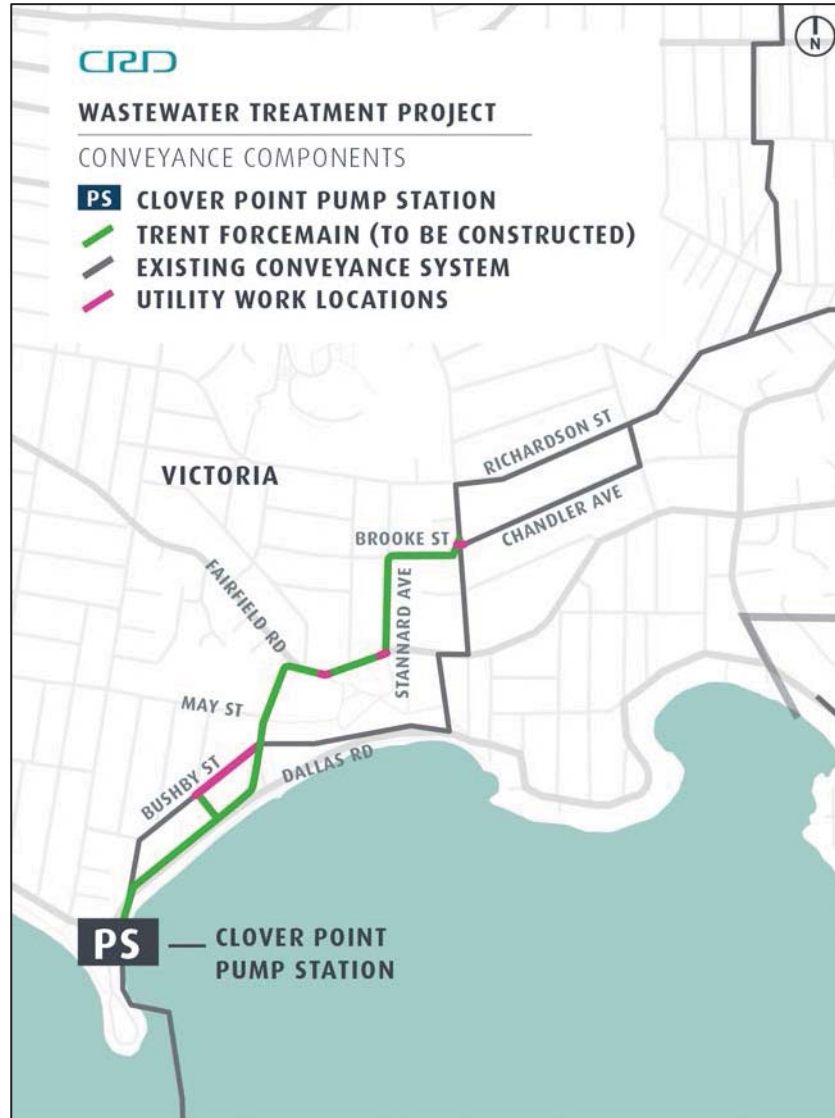 CRD
N
WASTEWATER TREATMENT PROJECT
CONVEYANCE COMPONENTS
PS CLOVER POINT PUMP STATION
TRENT FORCEMAIN (TO BE CONSTRUCTED)
EXISTING CONVEYANCE SYSTEM
UTILITY WORK LOCATIONS
RICHARDSON ST
VICTORIA
CHANDLER AVE
BROOKE ST
FAIRFIELD RD
STANNARD AVE
MAY ST
DALLAS RD
BUSHBY ST
PS
CLOVER POINT
PUMP STATION